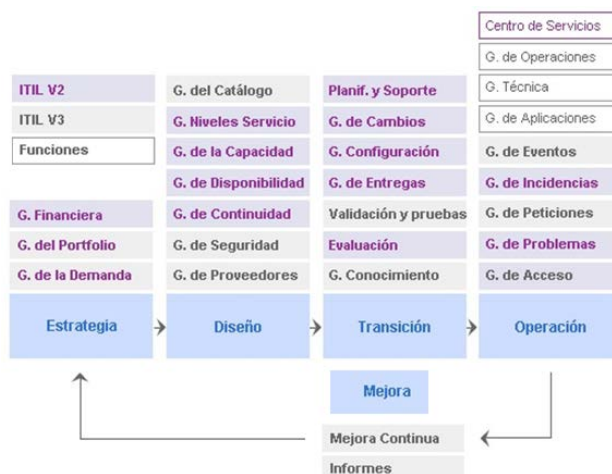 ITIL V2
ITIL V3
Funciones
G. Financiera
G. del Portfolio
G. de la Demanda
Estrategia
G. del Catálogo
G. Niveles Servicio
G. de la Capacidad
G. de Disponibilidad
G. de Continuidad
G. de Seguridad
G. de Proveedores
Diseño
Planif. y Soporte
G. de Cambios
G. Configuración
G. de Entregas
Validación y pruebas
Evaluación
G. Conocimiento
Transición
Centro de Servicios
G. de Operaciones
G. Técnica
G. de Aplicaciones
G. de Eventos
G. de Incidencias
G. de Peticiones
G. de Problemas
G. de Acceso
Operación
Mejora
Mejora Continua
Informes